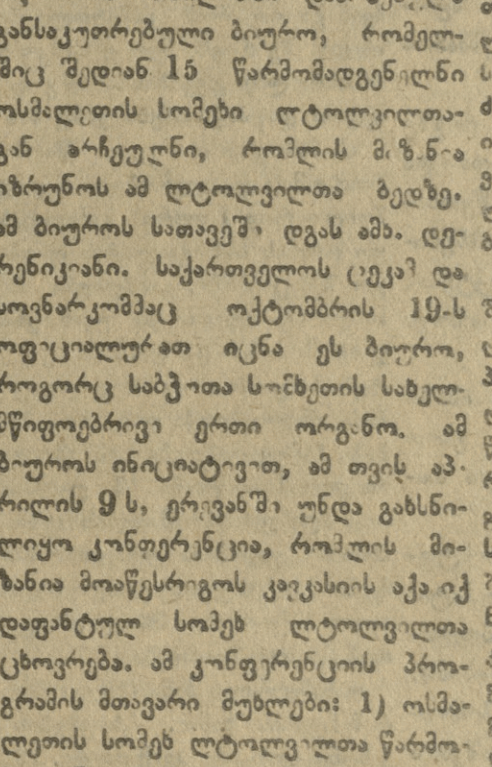 განსაკუთრებული ბიურო, რომელ-
შიც შედიან 15 წარმომადგენელნი
ოსმალეთის სომეხი ლტოლვილთა-
გან არჩეულნი, რომლის მიზანია
იზრუნოს ამ ლტოლვილთა ბედზე.
ამ ბიუროს სათავეში დგას ამხ. დე-
რენიკიანი. საქართველოს ცეკამ და
სოვნარკომმაც ოქტომბრის 19-ს
ოფიციალურათ იცნა ეს ბიურო,
როგორც საბჭოთა სომხეთის სახელ-
მწიფოებრივი ერთი ორგანო. ამ
ბიუროს ინიციატივით, ამ თვის აპ-
რილის 9 ს, ერევანში უნდა გახსნი-
ლიყო კონფერენცია, რომლის მი-
ზანია მოაწესრიგოს კავკასიის აქა იქ
დაფანტულ სომეხ ლტოლვილთა
ცხოვრება. ამ კონფერენციის პრო-
გრამის მთავარი მუხლები: 1) ოსმა-
ლეთის სომეხ ლტოლვილთა წარმო-